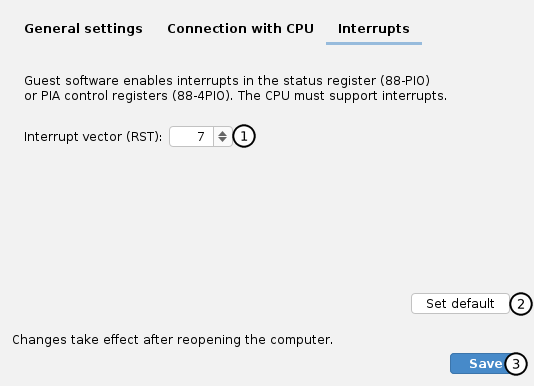 General settings Connection with CPU Interrupts
Guest software enables interrupts in the status register (88-PIO)
or PIA control registers (88-4PIO). The CPU must support interrupts.
Interrupt vector (RST): 7 1
Set default 2
Changes take effect after reopening the computer.
Save 3